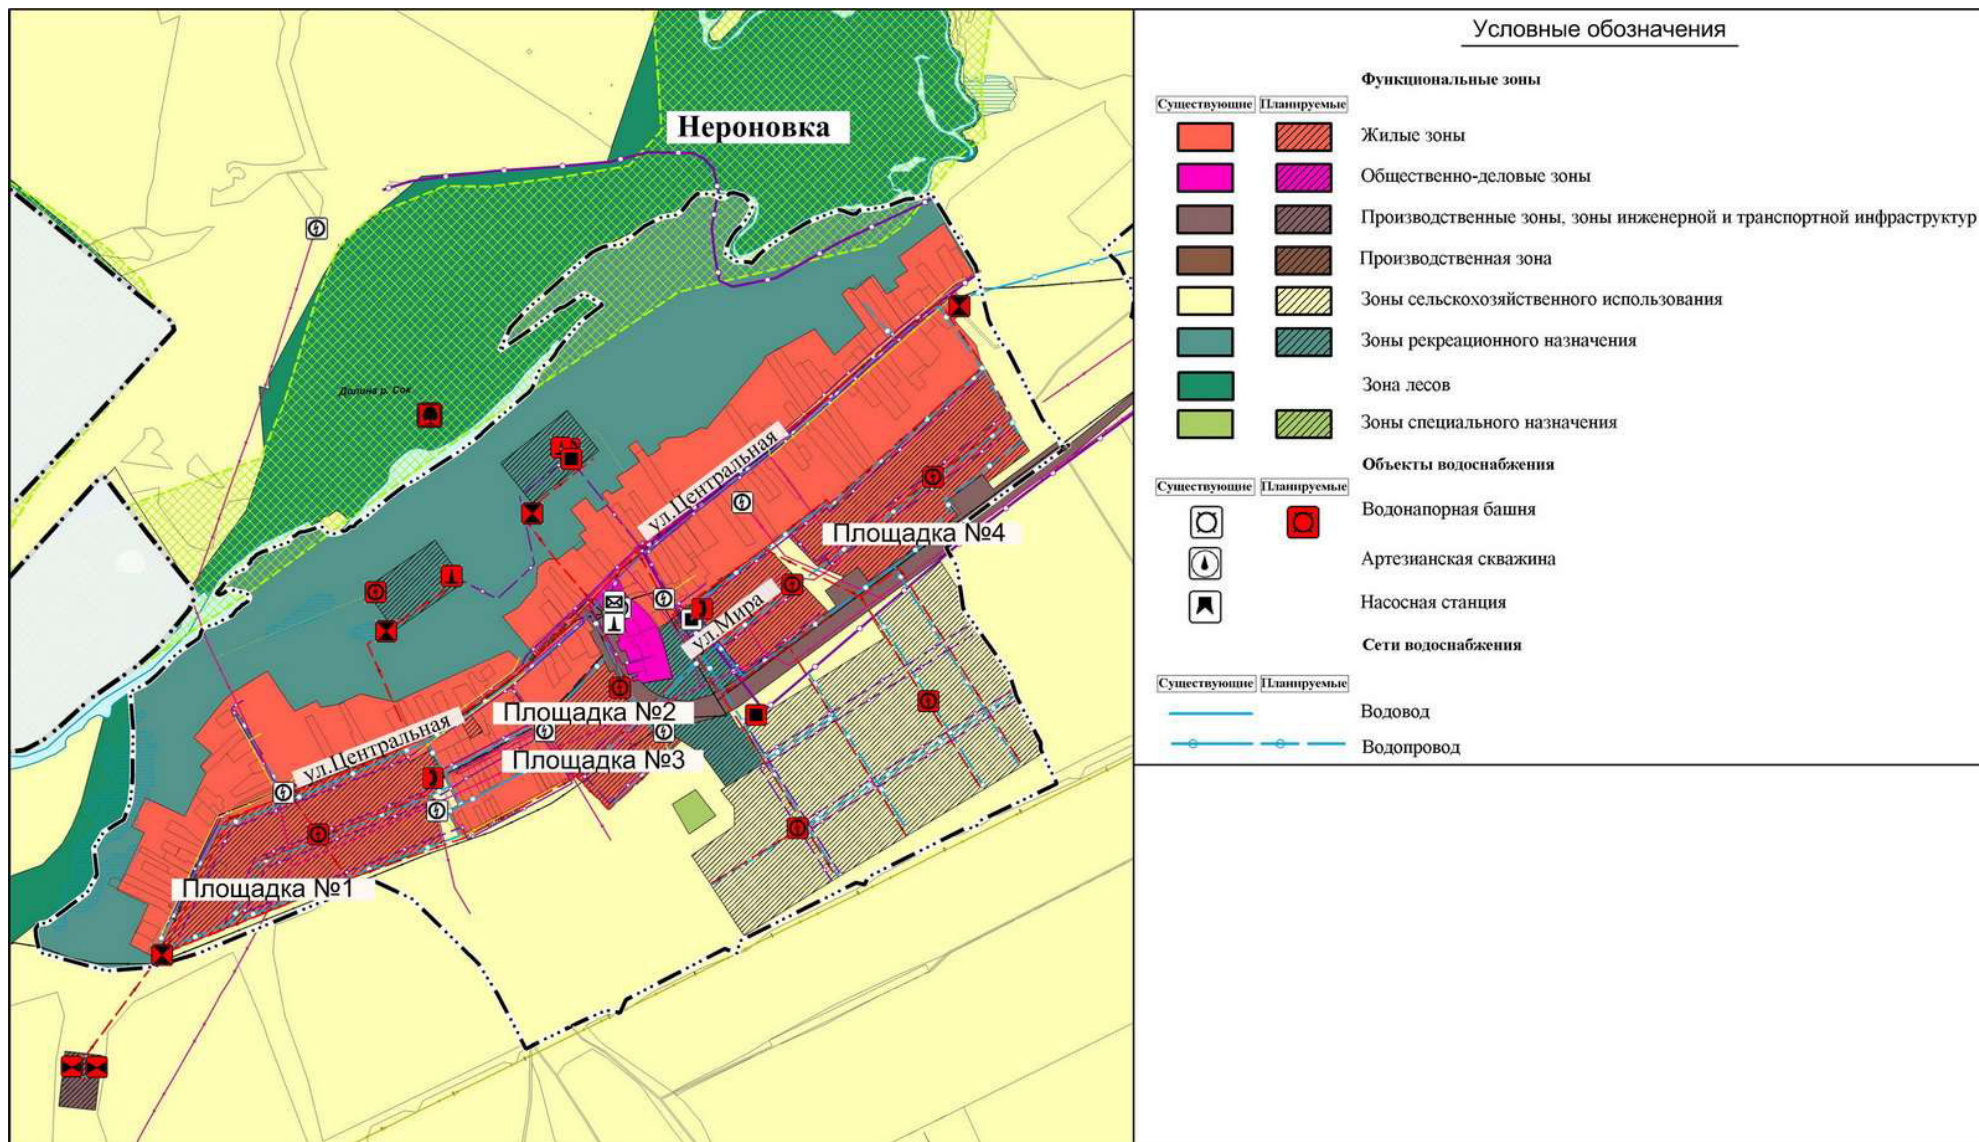 Нероновка
Долина р. Сок
ул.Центральная
Площадка №4
ул.Мира
Площадка №2
ул.Центральная
Площадка №3
Площадка №1
Условные обозначения
Функциональные зоны
Существующие Планируемые
Жилые зоны
Общественно-деловые зоны
Производственные зоны, зоны инженерной и транспортной инфраструктур
Производственная зона
Зоны сельскохозяйственного использования
Зоны рекреационного назначения
Зона лесов
Зоны специального назначения
Объекты водоснабжения
Существующие Планируемые
Водонапорная башня
Артезианская скважина
Насосная станция
Сети водоснабжения
Существующие Планируемые
Водовод
Водопровод